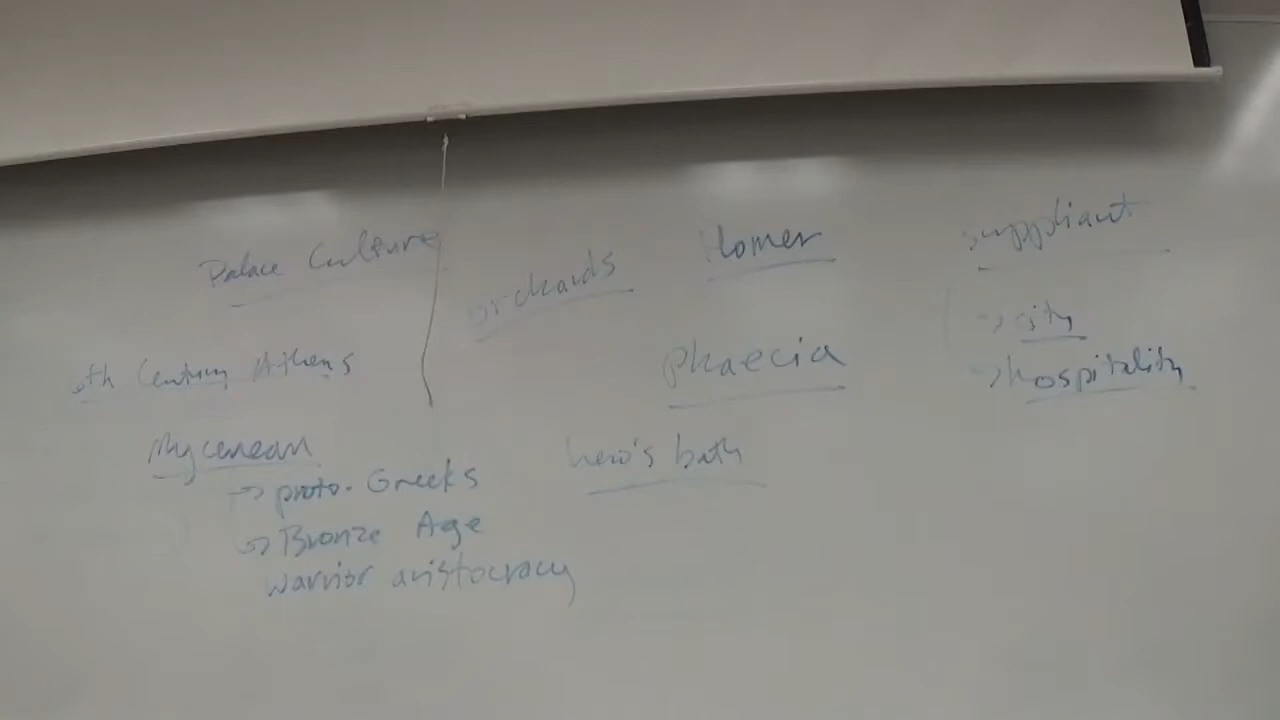 Palace Culture
Century Athens
Mycenean
→ proto-Greeks
→ Bronze Age
warrior aristocracy
orchards
Homer
Phaecia
hero's bath
suppliant
→ city
→ hospitality